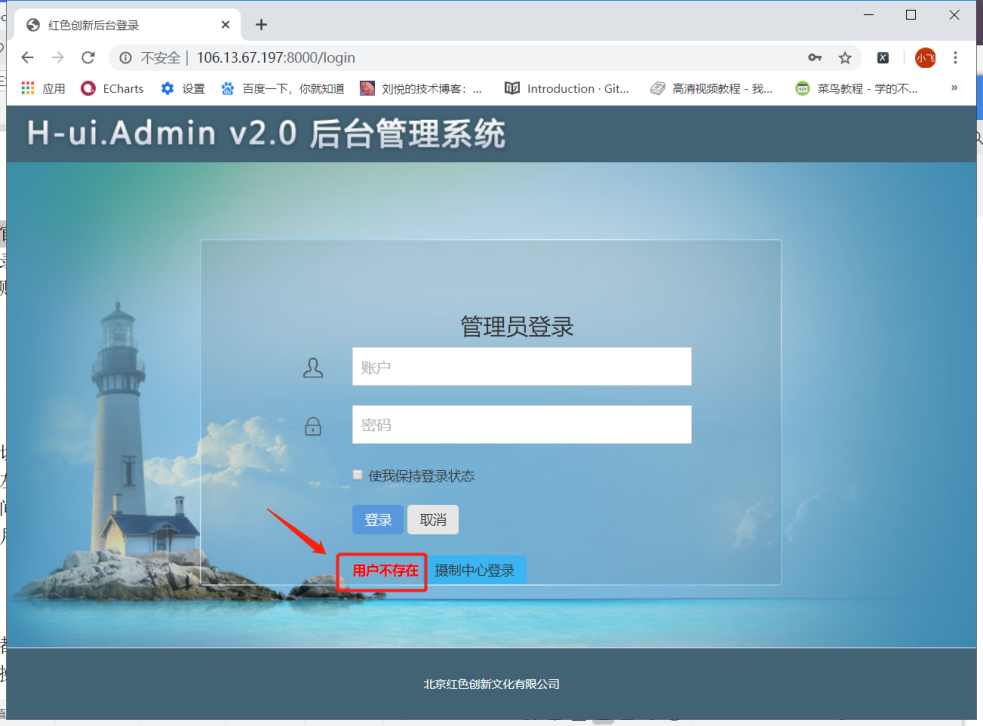 红色创新后台登录
不安全 | 106.13.67.197:8000/login
小飞
应用 ECharts 设置 百度一下，你就知道 刘悦的技术博客：... Introduction · Git... 高清视频教程 - 我... 菜鸟教程 - 学的不... »
H-ui.Admin v2.0 后台管理系统
管理员登录
账户
密码
使我保持登录状态
登录 取消
用户不存在 摄制中心登录
北京红色创新文化有限公司